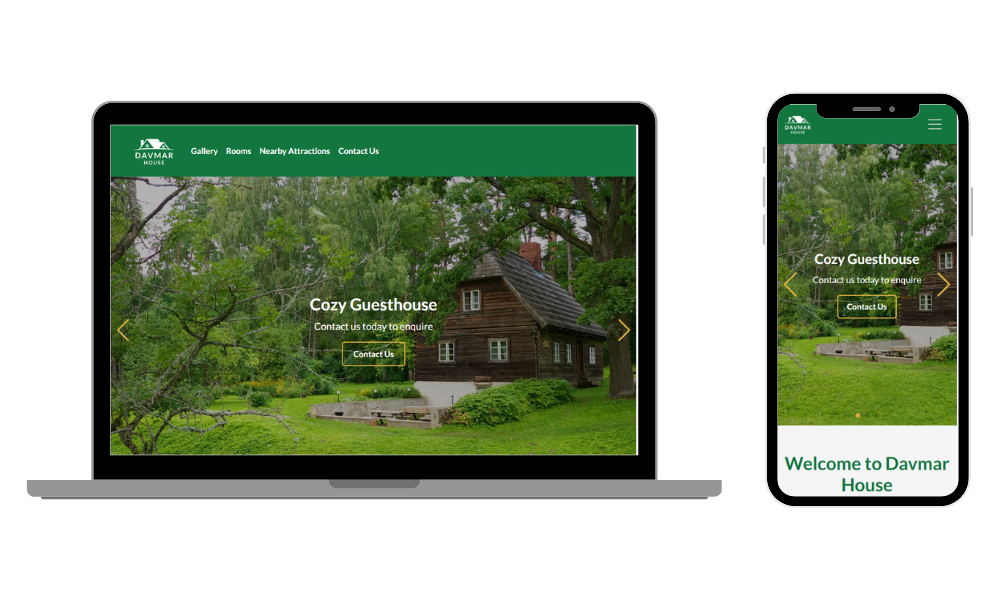 DAVMAR
HOUSE
Gallery Rooms Nearby Attractions Contact Us
Cozy Guesthouse
Contact us today to enquire
Contact Us
DAVMAR
HOUSE
Cozy Guesthouse
Contact us today to enquire
Contact Us
Welcome to Davmar
House